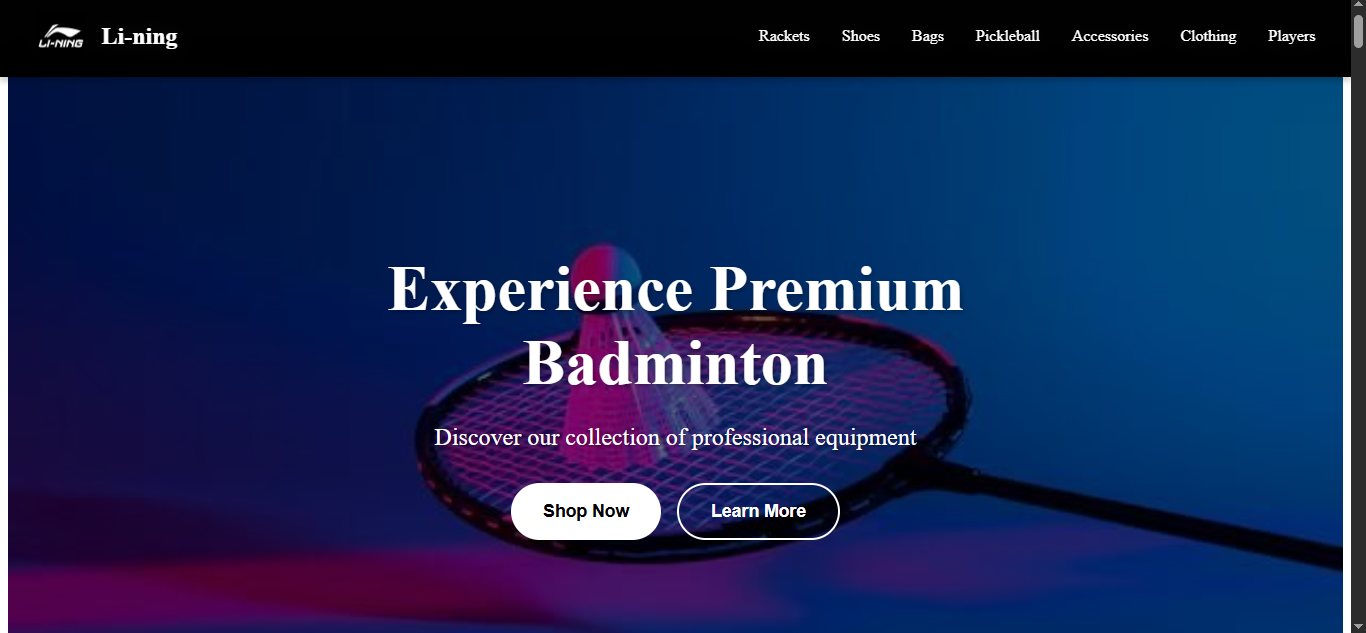 LI-NING
Li-ning
Rackets Shoes Bags Pickleball Accessories Clothing Players
Experience Premium
Badminton
Discover our collection of professional equipment
Shop Now Learn More